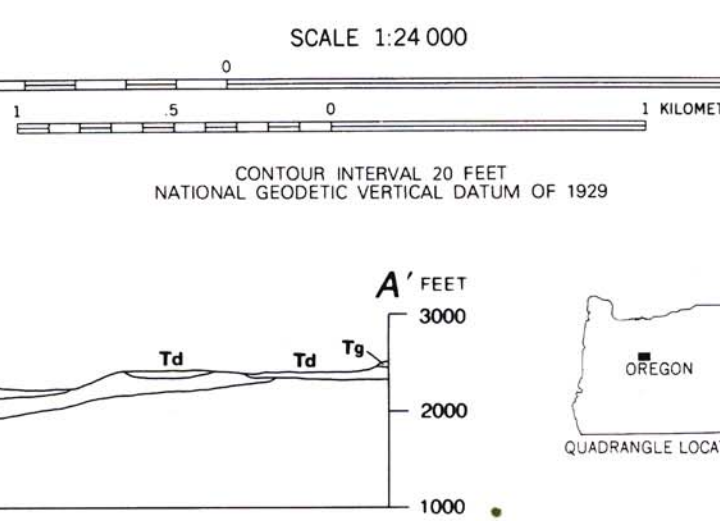 SCALE 1:24 000
0
1 .5 0 1 KILOMET
CONTOUR INTERVAL 20 FEET
NATIONAL GEODETIC VERTICAL DATUM OF 1929
A′ FEET
3000
Td Td Tg
2000
1000
OREGON
QUADRANGLE LOCA